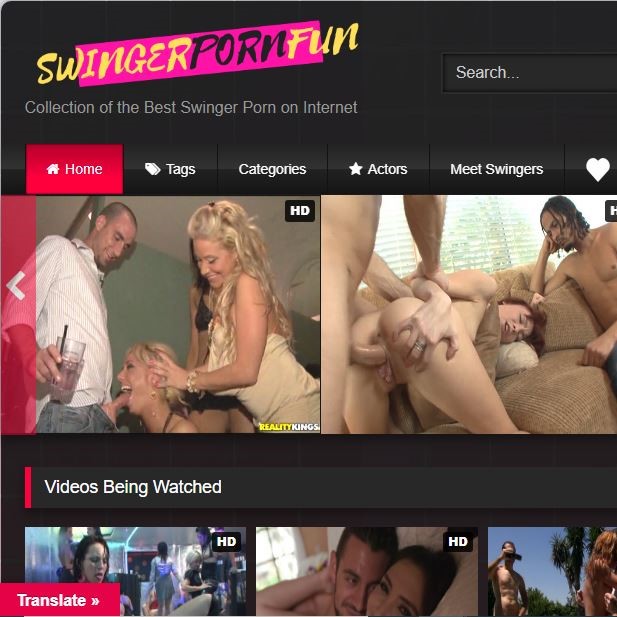 SWINGERPORNFUN
Search...
Collection of the Best Swinger Porn on Internet
Home Tags Categories Actors Meet Swingers
HD
REALITYKINGS
Videos Being Watched
HD HD
Translate »